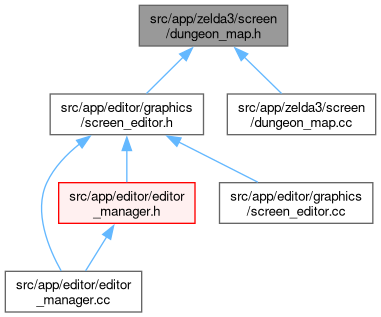 src/app/zelda3/screen
/dungeon_map.h
src/app/editor/graphics
/screen_editor.h
src/app/zelda3/screen
/dungeon_map.cc
src/app/editor/editor
_manager.h
src/app/editor/graphics
/screen_editor.cc
src/app/editor/editor
_manager.cc